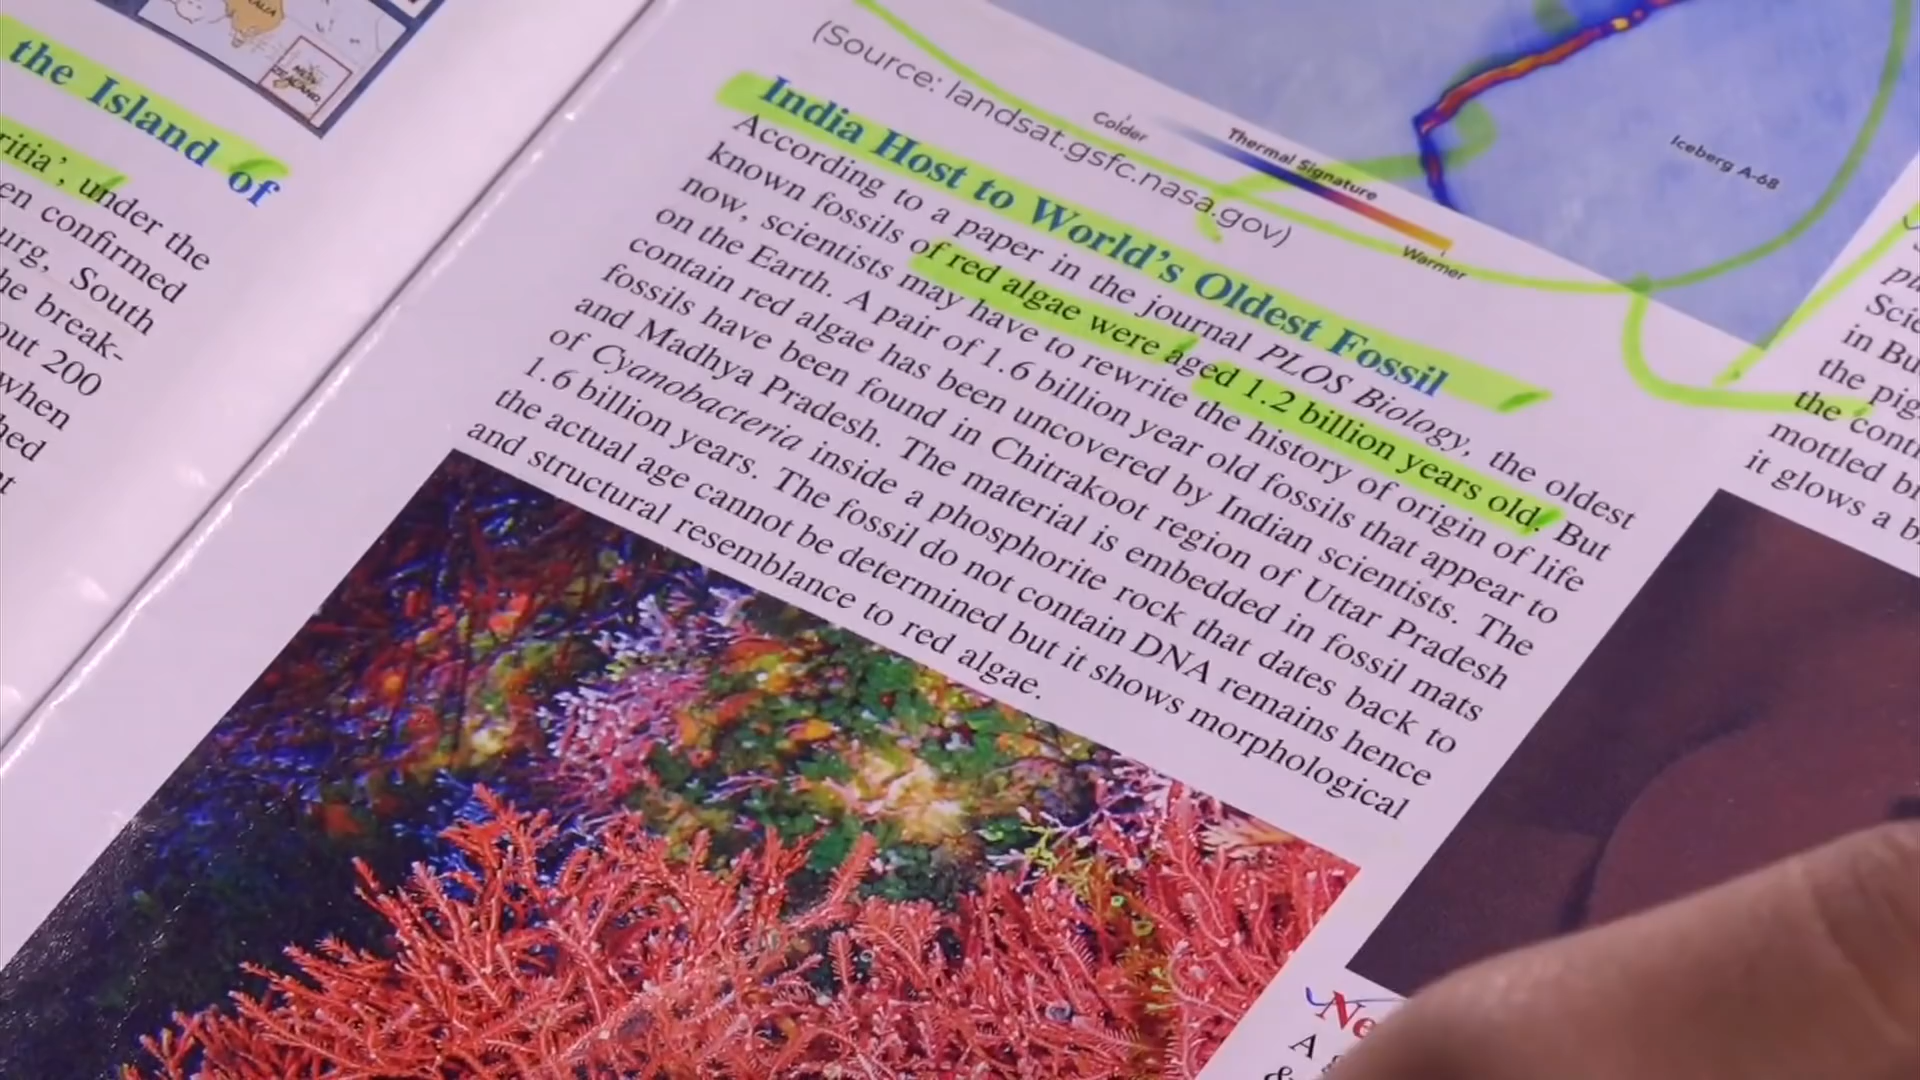 ALIA
NEW
ZEALAND
the Island of
ritia', under the
en confirmed
urg, South
he break-
out 200
when
hed
t
(Source: landsat.gsfc.nasa.gov)
Colder
Thermal Signature
Warmer
Iceberg A-68
India Host to World's Oldest Fossil
According to a paper in the journal PLOS Biology, the oldest
known fossils of red algae were aged 1.2 billion years old. But
now, scientists may have to rewrite the history of origin of life
on the Earth. A pair of 1.6 billion year old fossils that appear to
contain red algae has been uncovered by Indian scientists. The
fossils have been found in Chitrakoot region of Uttar Pradesh
and Madhya Pradesh. The material is embedded in fossil mats
of Cyanobacteria inside a phosphorite rock that dates back to
1.6 billion years. The fossil do not contain DNA remains hence
the actual age cannot be determined but it shows morphological
and structural resemblance to red algae.
Scie
in Bu
the pig
the cont
mottled b
it glows a b
Ne
A
&